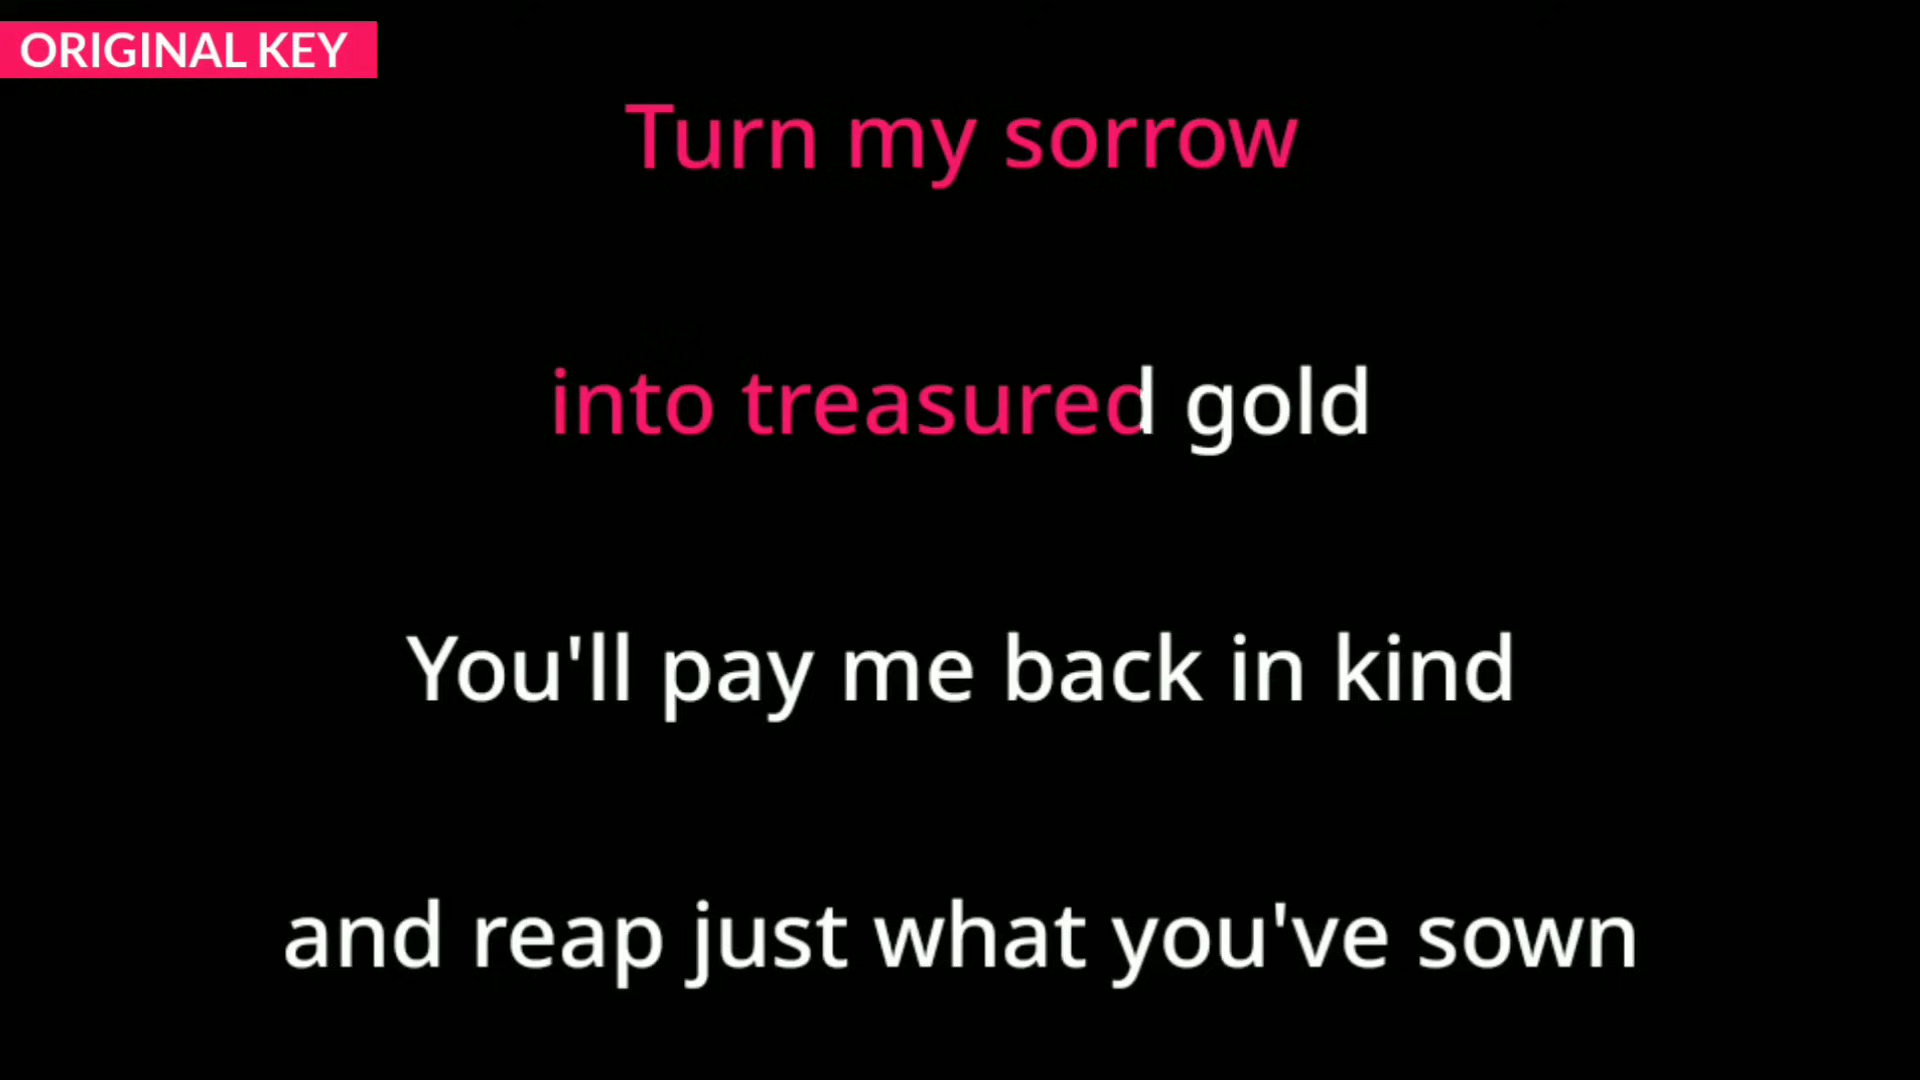 ORIGINAL KEY
Turn my sorrow
into treasured gold
You'll pay me back in kind
and reap just what you've sown